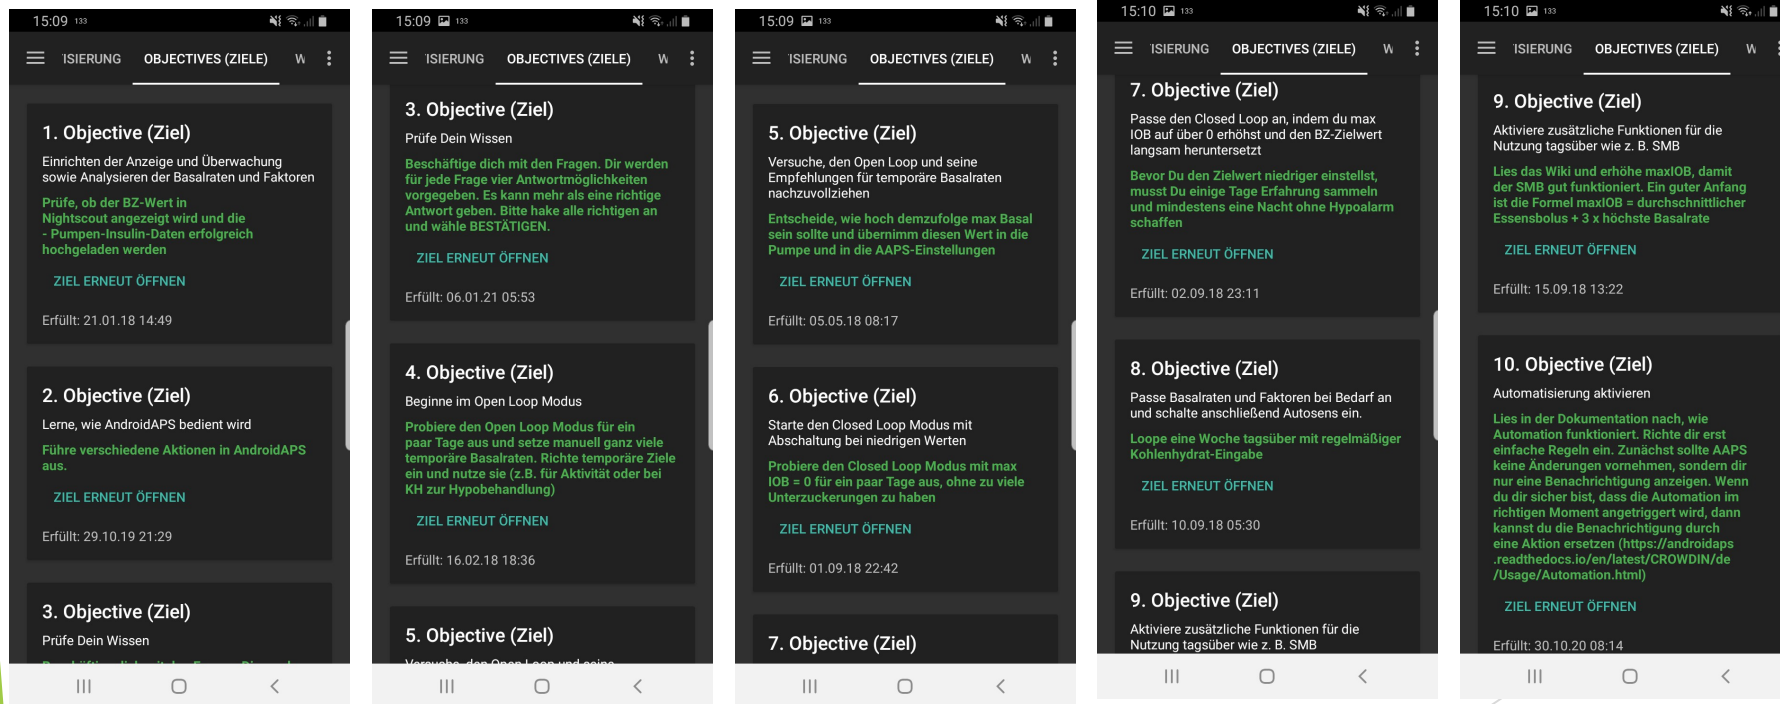 15:09 133
ISIERUNG OBJECTIVES (ZIELE) W
1. Objective (Ziel)
Einrichten der Anzeige und Überwachung
sowie Analysieren der Basalraten und Faktoren
Prüfe, ob der BZ-Wert in
Nightscout angezeigt wird und die
- Pumpen-Insulin-Daten erfolgreich
hochgeladen werden
ZIEL ERNEUT ÖFFNEN
Erfüllt: 21.01.18 14:49
2. Objective (Ziel)
Lerne, wie AndroidAPS bedient wird
Führe verschiedene Aktionen in AndroidAPS
aus.
ZIEL ERNEUT ÖFFNEN
Erfüllt: 29.10.19 21:29
3. Objective (Ziel)
Prüfe Dein Wissen
15:09 133
ISIERUNG OBJECTIVES (ZIELE) W
3. Objective (Ziel)
Prüfe Dein Wissen
Beschäftige dich mit den Fragen. Dir werden
für jede Frage vier Antwortmöglichkeiten
vorgegeben. Es kann mehr als eine richtige
Antwort geben. Bitte hake alle richtigen an
und wähle BESTÄTIGEN.
ZIEL ERNEUT ÖFFNEN
Erfüllt: 06.01.21 05:53
4. Objective (Ziel)
Beginne im Open Loop Modus
Probiere den Open Loop Modus für ein
paar Tage aus und setze manuell ganz viele
temporäre Basalraten. Richte temporäre Ziele
ein und nutze sie (z.B. für Aktivität oder bei
KH zur Hypobehandlung)
ZIEL ERNEUT ÖFFNEN
Erfüllt: 16.02.18 18:36
5. Objective (Ziel)
Versuche, den Open Loop und seine
15:09 133
ISIERUNG OBJECTIVES (ZIELE) W
5. Objective (Ziel)
Versuche, den Open Loop und seine
Empfehlungen für temporäre Basalraten
nachzuvollziehen
Entscheide, wie hoch demzufolge max Basal
sein sollte und übernimm diesen Wert in die
Pumpe und in die AAPS-Einstellungen
ZIEL ERNEUT ÖFFNEN
Erfüllt: 05.05.18 08:17
6. Objective (Ziel)
Starte den Closed Loop Modus mit
Abschaltung bei niedrigen Werten
Probiere den Closed Loop Modus mit max
IOB = 0 für ein paar Tage aus, ohne zu viele
Unterzuckerungen zu haben
ZIEL ERNEUT ÖFFNEN
Erfüllt: 01.09.18 22:42
7. Objective (Ziel)
15:10 133
ISIERUNG OBJECTIVES (ZIELE) W
7. Objective (Ziel)
Passe den Closed Loop an, indem du max
IOB auf über 0 erhöhst und den BZ-Zielwert
langsam heruntersetzt
Bevor Du den Zielwert niedriger einstellst,
musst Du einige Tage Erfahrung sammeln
und mindestens eine Nacht ohne Hypoalarm
schaffen
ZIEL ERNEUT ÖFFNEN
Erfüllt: 02.09.18 23:11
8. Objective (Ziel)
Passe Basalraten und Faktoren bei Bedarf an
und schalte anschließend Autosens ein.
Loope eine Woche tagsüber mit regelmäßiger
Kohlenhydrat-Eingabe
ZIEL ERNEUT ÖFFNEN
Erfüllt: 10.09.18 05:30
9. Objective (Ziel)
Aktiviere zusätzliche Funktionen für die
Nutzung tagsüber wie z. B. SMB
15:10 133
ISIERUNG OBJECTIVES (ZIELE) W
9. Objective (Ziel)
Aktiviere zusätzliche Funktionen für die
Nutzung tagsüber wie z. B. SMB
Lies das Wiki und erhöhe maxIOB, damit
der SMB gut funktioniert. Ein guter Anfang
ist die Formel maxIOB = durchschnittlicher
Essensbolus + 3 x höchste Basalrate
ZIEL ERNEUT ÖFFNEN
Erfüllt: 15.09.18 13:22
10. Objective (Ziel)
Automatisierung aktivieren
Lies in der Dokumentation nach, wie
Automation funktioniert. Richte dir erst
einfache Regeln ein. Zunächst sollte AAPS
keine Änderungen vornehmen, sondern dir
nur eine Benachrichtigung anzeigen. Wenn
du dir sicher bist, dass die Automation im
richtigen Moment angetriggert wird, dann
kannst du die Benachrichtigung durch
eine Aktion ersetzen (https://androidaps
.readthedocs.io/en/latest/CROWDIN/de
/Usage/Automation.html)
ZIEL ERNEUT ÖFFNEN
Erfüllt: 30.10.20 08:14